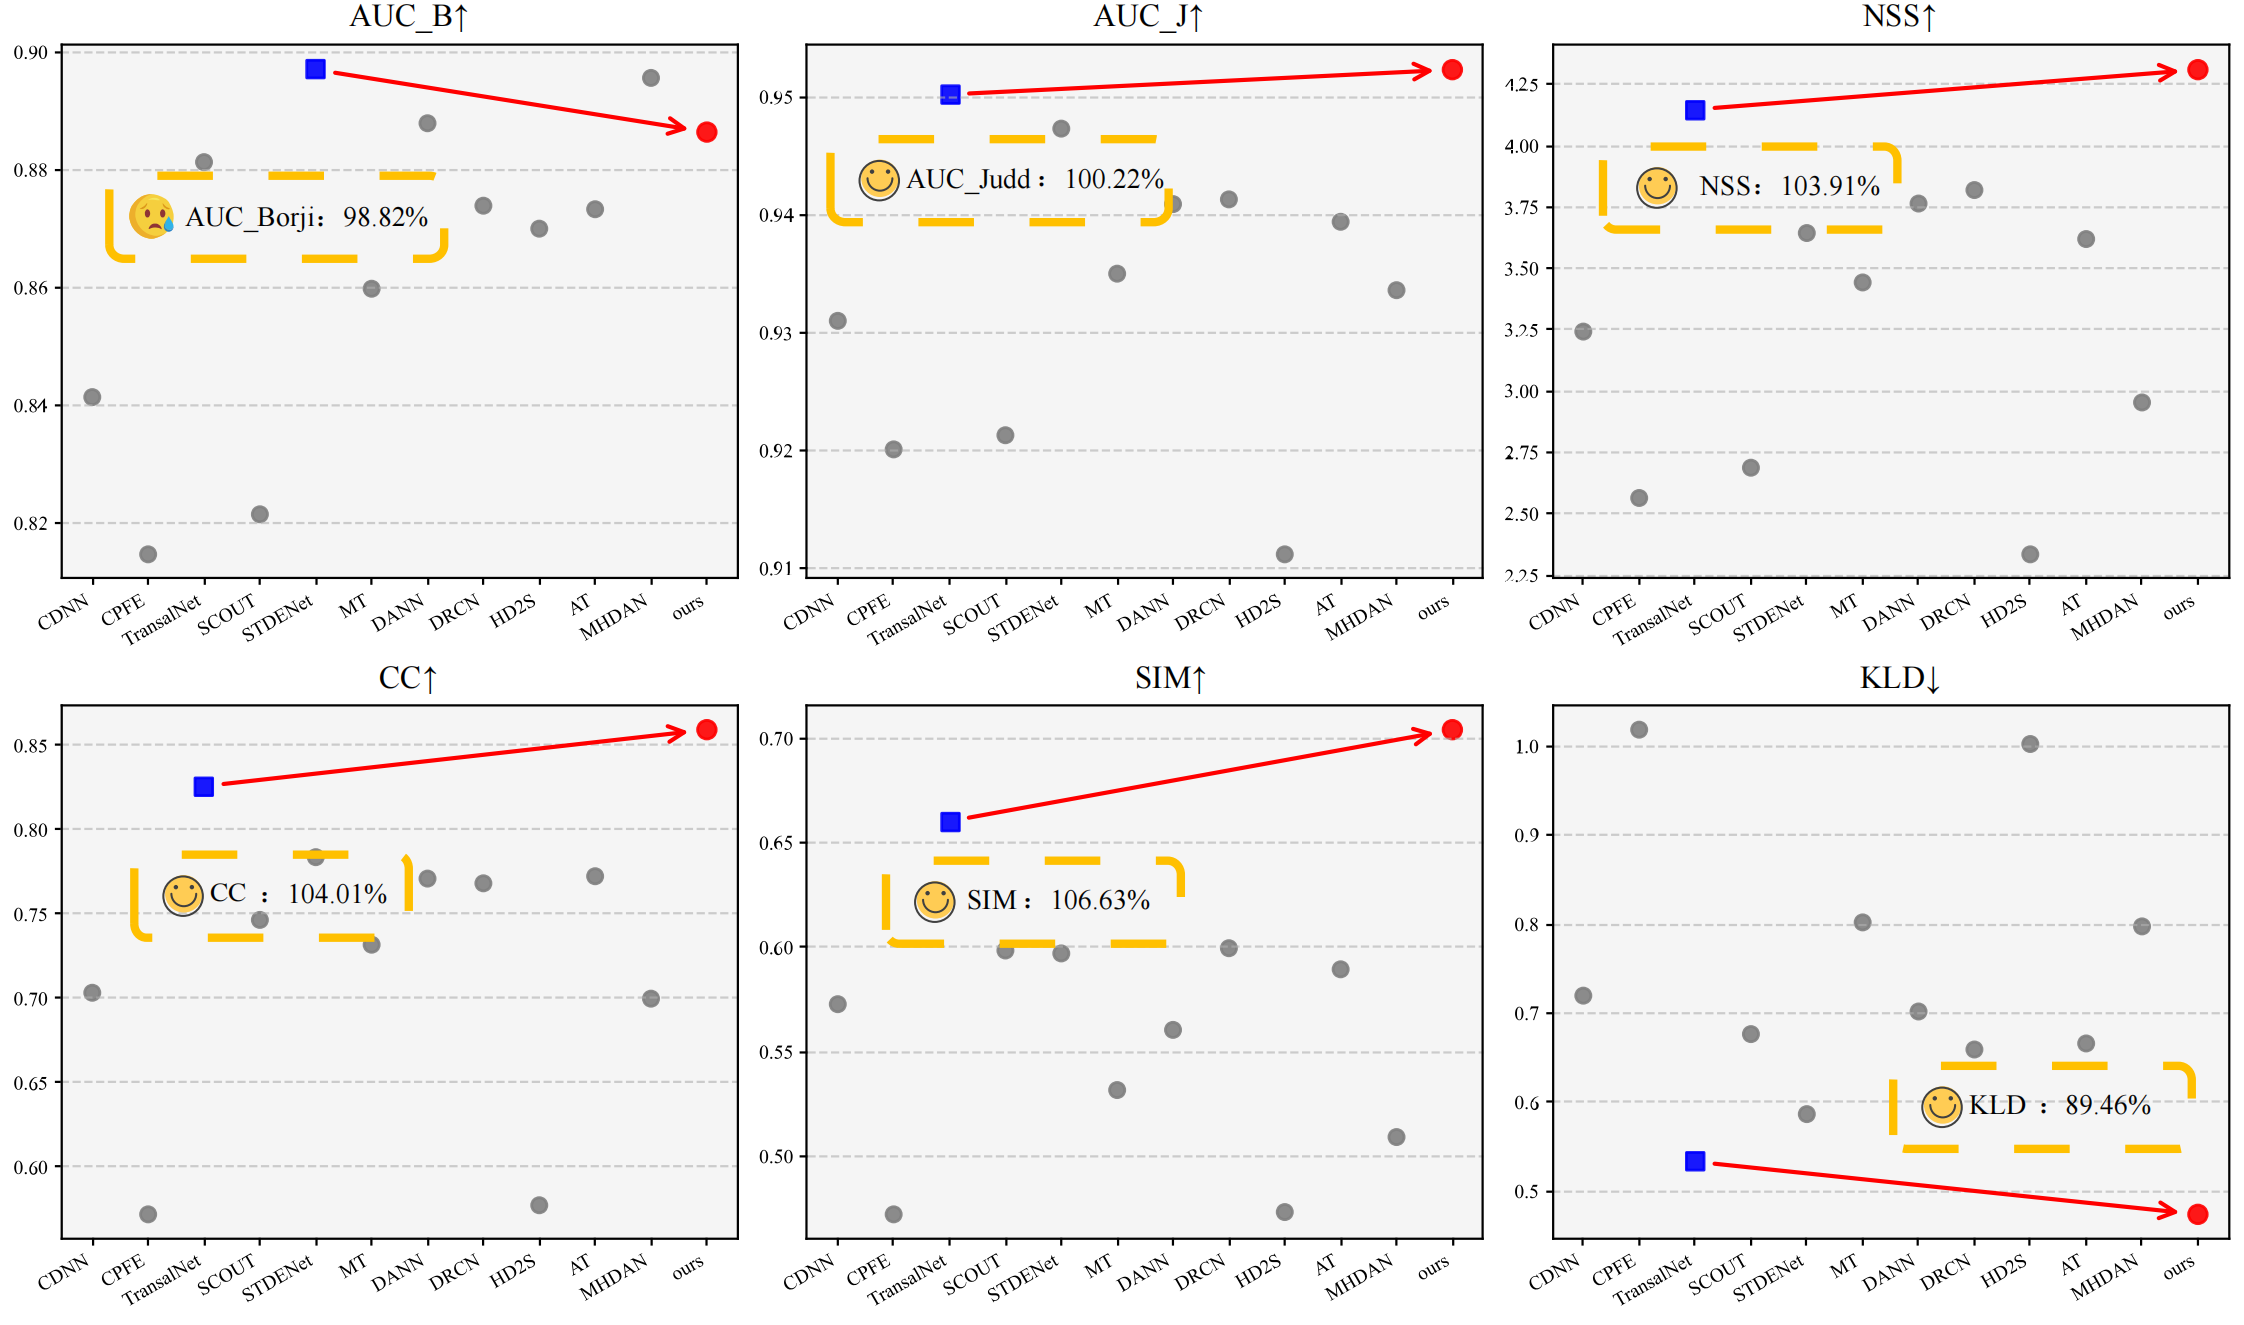 AUC_B↑
0.90
0.88
0.86
0.84
0.82
AUC_Borji: 98.82%
CDNN
CPFE
TransalNet
SCOUT
STDENet
MT
DANN
DRCN
HD2S
AT
MHDAN
ours
AUC_J↑
0.95
0.94
0.93
0.92
0.91
AUC_Judd: 100.22%
CDNN
CPFE
TransalNet
SCOUT
STDENet
MT
DANN
DRCN
HD2S
AT
MHDAN
ours
NSS↑
4.25
4.00
3.75
3.50
3.25
3.00
2.75
2.50
2.25
NSS: 103.91%
CDNN
CPFE
TransalNet
SCOUT
STDENet
MT
DANN
DRCN
HD2S
AT
MHDAN
ours
CC↑
0.85
0.80
0.75
0.70
0.65
0.60
CC : 104.01%
CDNN
CPFE
TransalNet
SCOUT
STDENet
MT
DANN
DRCN
HD2S
AT
MHDAN
ours
SIM↑
0.70
0.65
0.60
0.55
0.50
SIM: 106.63%
CDNN
CPFE
TransalNet
SCOUT
STDENet
MT
DANN
DRCN
HD2S
AT
MHDAN
ours
KLD↓
1.0
0.9
0.8
0.7
0.6
0.5
KLD : 89.46%
CDNN
CPFE
TransalNet
SCOUT
STDENet
MT
DANN
DRCN
HD2S
AT
MHDAN
ours